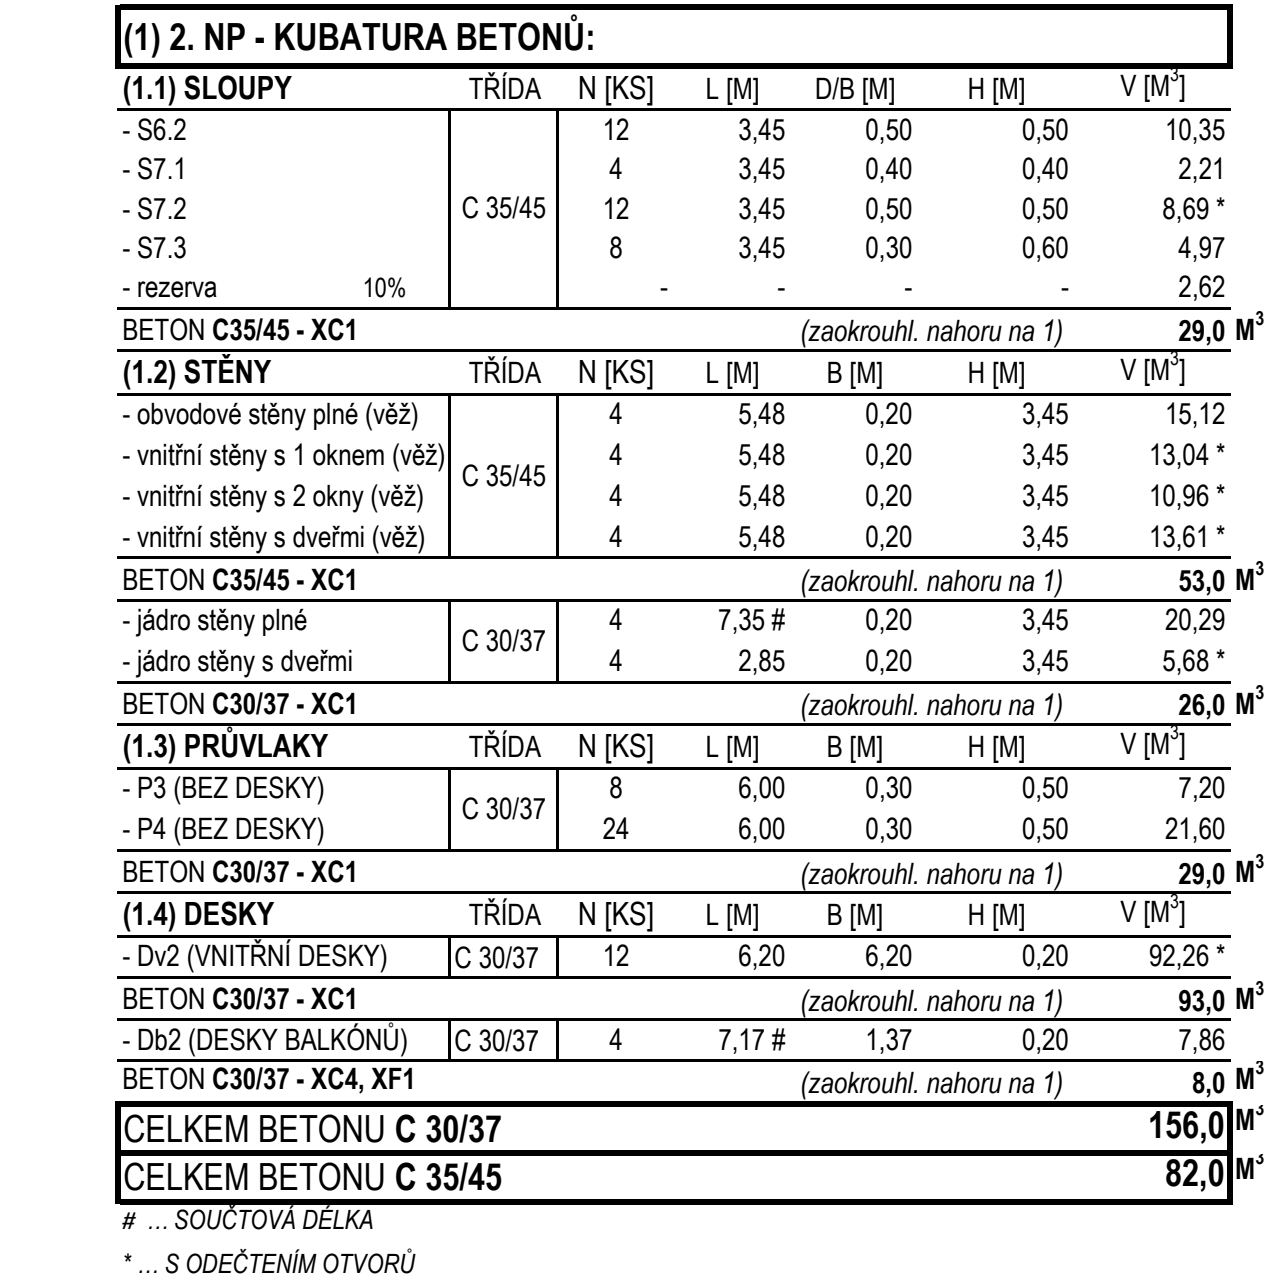 (1) 2. NP - KUBATURA BETONŮ:
(1.1) SLOUPY TŘÍDA N [KS] L [M] D/B [M] H [M] V [M³]
- S6.2 12 3,45 0,50 0,50 10,35
- S7.1 4 3,45 0,40 0,40 2,21
- S7.2 C 35/45 12 3,45 0,50 0,50 8,69 *
- S7.3 8 3,45 0,30 0,60 4,97
- rezerva 10% - - - - 2,62
BETON C35/45 - XC1 (zaokrouhl. nahoru na 1) 29,0 M³
(1.2) STĚNY TŘÍDA N [KS] L [M] B [M] H [M] V [M³]
- obvodové stěny plné (věž) 4 5,48 0,20 3,45 15,12
- vnitřní stěny s 1 oknem (věž) C 35/45 4 5,48 0,20 3,45 13,04 *
- vnitřní stěny s 2 okny (věž) 4 5,48 0,20 3,45 10,96 *
- vnitřní stěny s dveřmi (věž) 4 5,48 0,20 3,45 13,61 *
BETON C35/45 - XC1 (zaokrouhl. nahoru na 1) 53,0 M³
- jádro stěny plné C 30/37 4 7,35 # 0,20 3,45 20,29
- jádro stěny s dveřmi 4 2,85 0,20 3,45 5,68 *
BETON C30/37 - XC1 (zaokrouhl. nahoru na 1) 26,0 M³
(1.3) PRŮVLAKY TŘÍDA N [KS] L [M] B [M] H [M] V [M³]
- P3 (BEZ DESKY) C 30/37 8 6,00 0,30 0,50 7,20
- P4 (BEZ DESKY) 24 6,00 0,30 0,50 21,60
BETON C30/37 - XC1 (zaokrouhl. nahoru na 1) 29,0 M³
(1.4) DESKY TŘÍDA N [KS] L [M] B [M] H [M] V [M³]
- Dv2 (VNITŘNÍ DESKY) C 30/37 12 6,20 6,20 0,20 92,26 *
BETON C30/37 - XC1 (zaokrouhl. nahoru na 1) 93,0 M³
- Db2 (DESKY BALKÓNŮ) C 30/37 4 7,17 # 1,37 0,20 7,86
BETON C30/37 - XC4, XF1 (zaokrouhl. nahoru na 1) 8,0 M³
CELKEM BETONU C 30/37 156,0 M³
CELKEM BETONU C 35/45 82,0 M³
# … SOUČTOVÁ DÉLKA
* … S ODEČTENÍM OTVORŮ